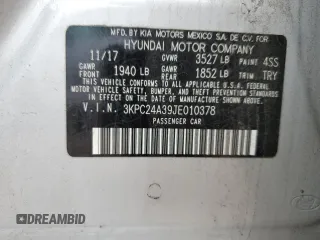 MFD BY KIA MOTORS MEXICO S.A. DE C.V. FOR
HYUNDAI MOTOR COMPANY
11/17 GVWR 3527 LB PAINT 4SS
GAWR FRONT 1940 LB GAWR REAR 1852 LB TRIM TRY
THIS VEHICLE CONFORMS TO ALL APPLICABLE U.S.
FEDERAL MOTOR VEHICLE SAFETY, BUMPER, AND THEFT
PREVENTION STANDARDS IN EFFECT ON THE DATE OF
MANUFACTURE SHOWN ABOVE.
V.I.N. 3KPC24A39JE010378
PASSENGER CAR
AUTOBIDMASTER